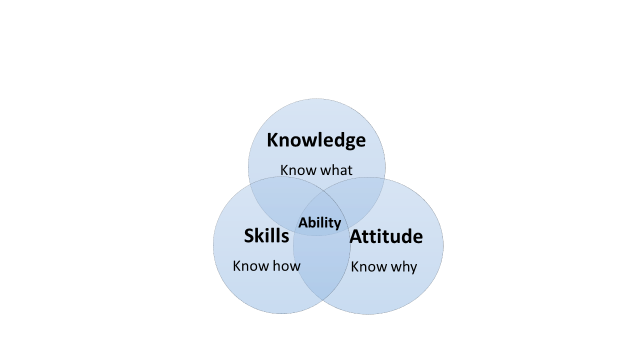 Knowledge
Know what
Ability
Skills
Attitude
Know how
Know why